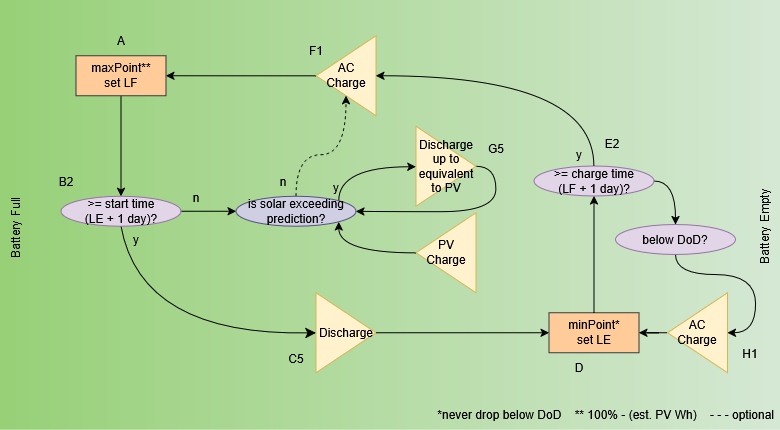 A
F1
maxPoint**
set LF
AC
Charge
Discharge
up to
equivalent
to PV
G5
y
E2
>= charge time
(LF + 1 day)?
B2
>= start time
(LE + 1 day)?
n
n
y
is solar exceeding
prediction?
y
PV
Charge
below DoD?
Battery Full
Battery Empty
Discharge
C5
minPoint*
set LE
D
AC
Charge
H1
*never drop below DoD ** 100% - (est. PV Wh) - - - optional